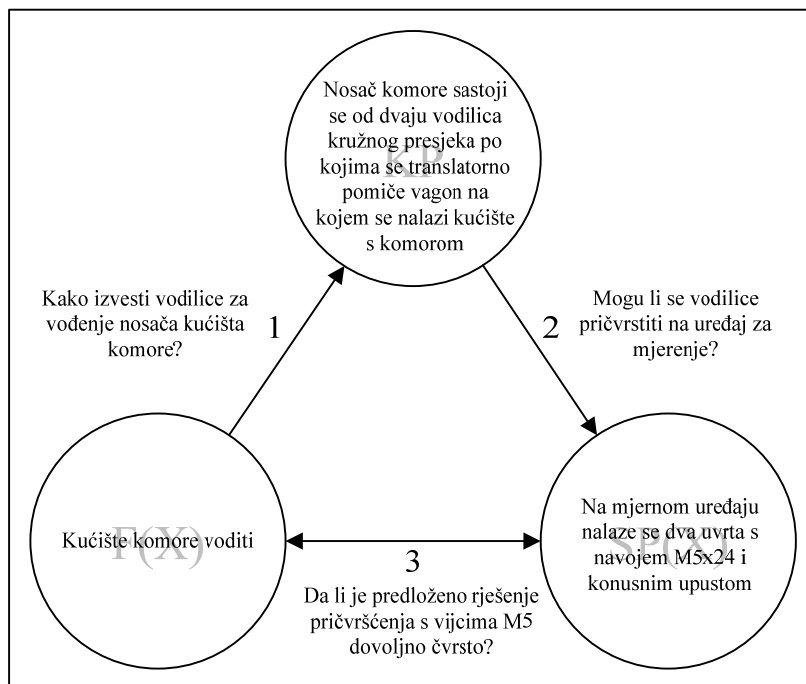 Nosač komore sastoji
se od dvaju vodilica
kružnog presjeka po
kojima se translatorno
pomiče vagon na
kojem se nalazi kućište
s komorom
KP
Kako izvesti vodilice za
vođenje nosača kućišta
komore?
1
2
Mogu li se vodilice
pričvrstiti na uređaj za
mjerenje?
Kućište komore voditi
F(X)
3
Da li je predloženo rješenje
pričvršćenja s vijcima M5
dovoljno čvrsto?
Na mjernom uređaju
nalaze se dva uvrta s
navojem M5x24 i
konusnim upustom
SP(X)